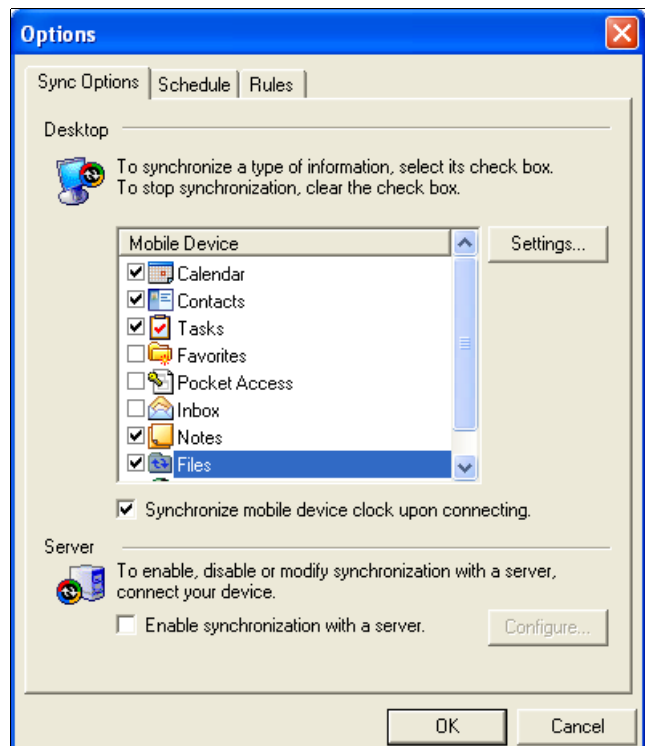 Options
Sync Options
Schedule
Rules
Desktop
To synchronize a type of information, select its check box.
To stop synchronization, clear the check box.
Mobile Device
Settings...
Calendar
Contacts
Tasks
Favorites
Pocket Access
Inbox
Notes
Files
Synchronize mobile device clock upon connecting.
Server
To enable, disable or modify synchronization with a server,
connect your device.
Enable synchronization with a server.
Configure...
OK
Cancel